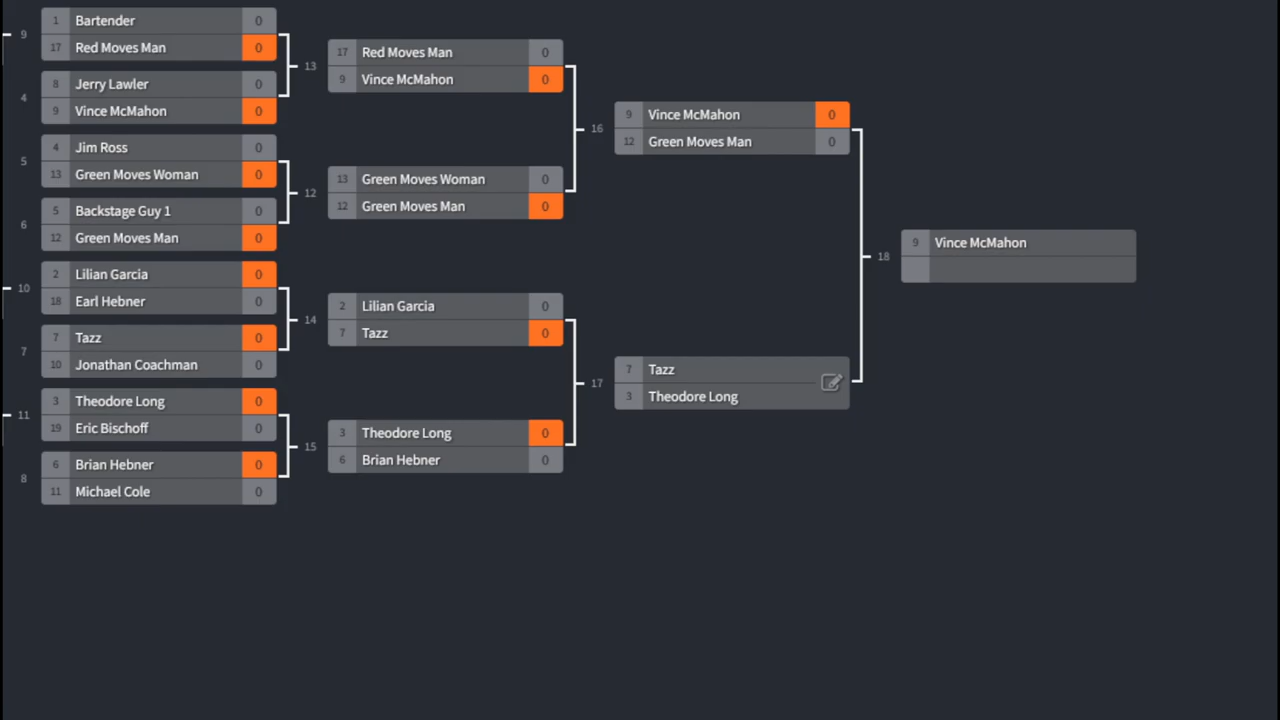 9
1 Bartender 0
17 Red Moves Man 0
4
8 Jerry Lawler 0
9 Vince McMahon 0
5
4 Jim Ross 0
13 Green Moves Woman 0
6
5 Backstage Guy 1 0
12 Green Moves Man 0
10
2 Lilian Garcia 0
18 Earl Hebner 0
7
7 Tazz 0
10 Jonathan Coachman 0
11
3 Theodore Long 0
19 Eric Bischoff 0
8
6 Brian Hebner 0
11 Michael Cole 0
13
17 Red Moves Man 0
9 Vince McMahon 0
12
13 Green Moves Woman 0
12 Green Moves Man 0
14
2 Lilian Garcia 0
7 Tazz 0
15
3 Theodore Long 0
6 Brian Hebner 0
16
9 Vince McMahon 0
12 Green Moves Man 0
17
7 Tazz
3 Theodore Long
18
9 Vince McMahon